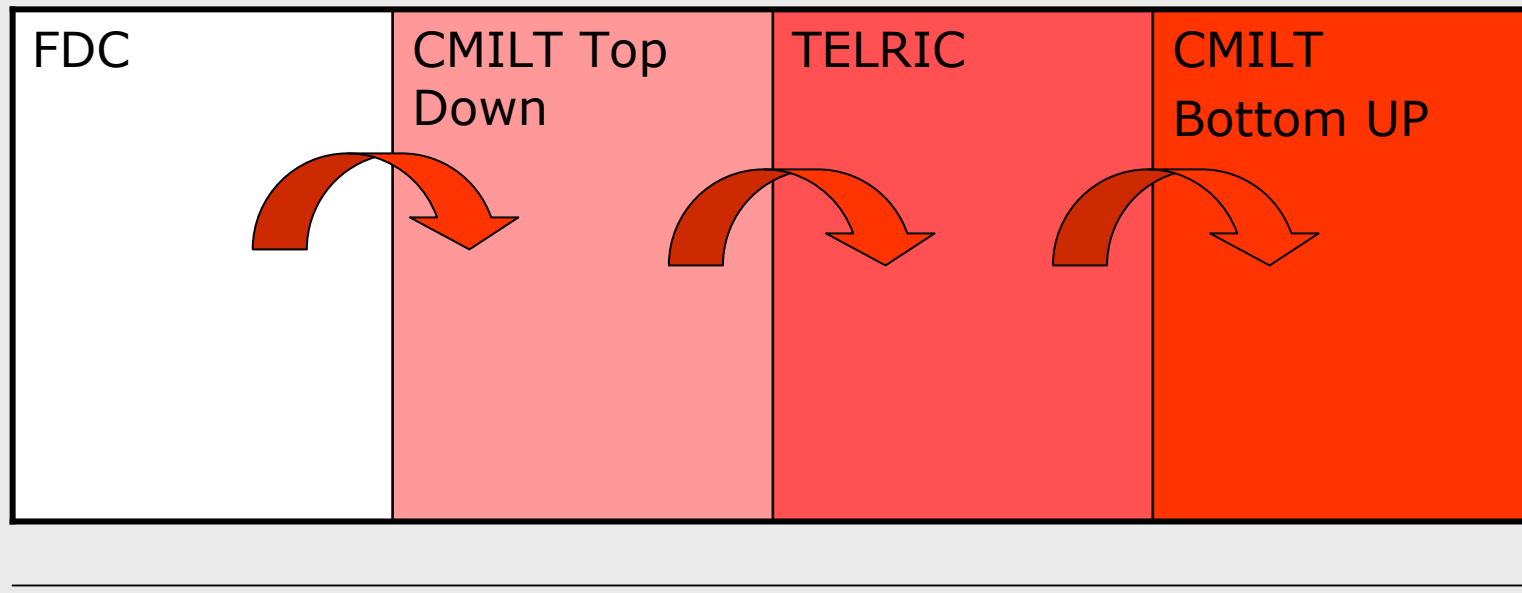 FDC
CMILT Top
Down
TELRIC
CMILT
Bottom UP